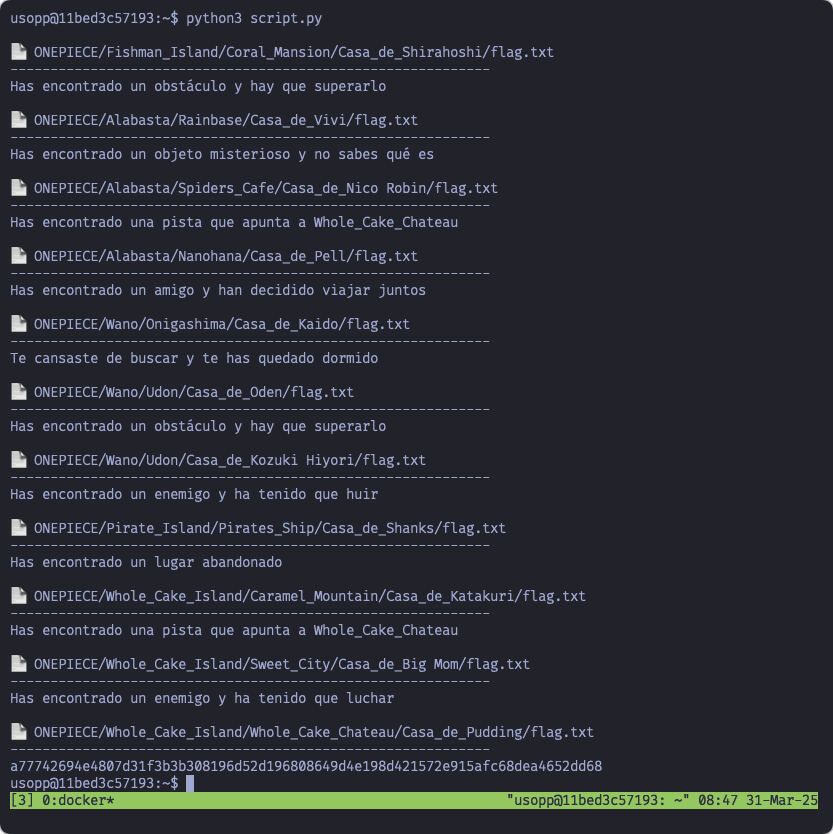 usopp@11bed3c57193:~$ python3 script.py
📄 ONEPIECE/Fishman_Island/Coral_Mansion/Casa_de_Shirahoshi/flag.txt
------------------------------------------------------------
Has encontrado un obstáculo y hay que superarlo
📄 ONEPIECE/Alabasta/Rainbase/Casa_de_Vivi/flag.txt
------------------------------------------------------------
Has encontrado un objeto misterioso y no sabes qué es
📄 ONEPIECE/Alabasta/Spiders_Cafe/Casa_de_Nico Robin/flag.txt
------------------------------------------------------------
Has encontrado una pista que apunta a Whole_Cake_Chateau
📄 ONEPIECE/Alabasta/Nanohana/Casa_de_Pell/flag.txt
------------------------------------------------------------
Has encontrado un amigo y han decidido viajar juntos
📄 ONEPIECE/Wano/Onigashima/Casa_de_Kaido/flag.txt
------------------------------------------------------------
Te cansaste de buscar y te has quedado dormido
📄 ONEPIECE/Wano/Udon/Casa_de_Oden/flag.txt
------------------------------------------------------------
Has encontrado un obstáculo y hay que superarlo
📄 ONEPIECE/Wano/Udon/Casa_de_Kozuki Hiyori/flag.txt
------------------------------------------------------------
Has encontrado un enemigo y ha tenido que huir
📄 ONEPIECE/Pirate_Island/Pirates_Ship/Casa_de_Shanks/flag.txt
------------------------------------------------------------
Has encontrado un lugar abandonado
📄 ONEPIECE/Whole_Cake_Island/Caramel_Mountain/Casa_de_Katakuri/flag.txt
------------------------------------------------------------
Has encontrado una pista que apunta a Whole_Cake_Chateau
📄 ONEPIECE/Whole_Cake_Island/Sweet_City/Casa_de_Big Mom/flag.txt
------------------------------------------------------------
Has encontrado un enemigo y ha tenido que luchar
📄 ONEPIECE/Whole_Cake_Island/Whole_Cake_Chateau/Casa_de_Pudding/flag.txt
------------------------------------------------------------
a77742694e4807d31f3b3b308196d52d196808649d4e198d421572e915afc68dea4652dd68
usopp@11bed3c57193:~$
[3] 0:docker* "usopp@11bed3c57193: ~" 08:47 31-Mar-25